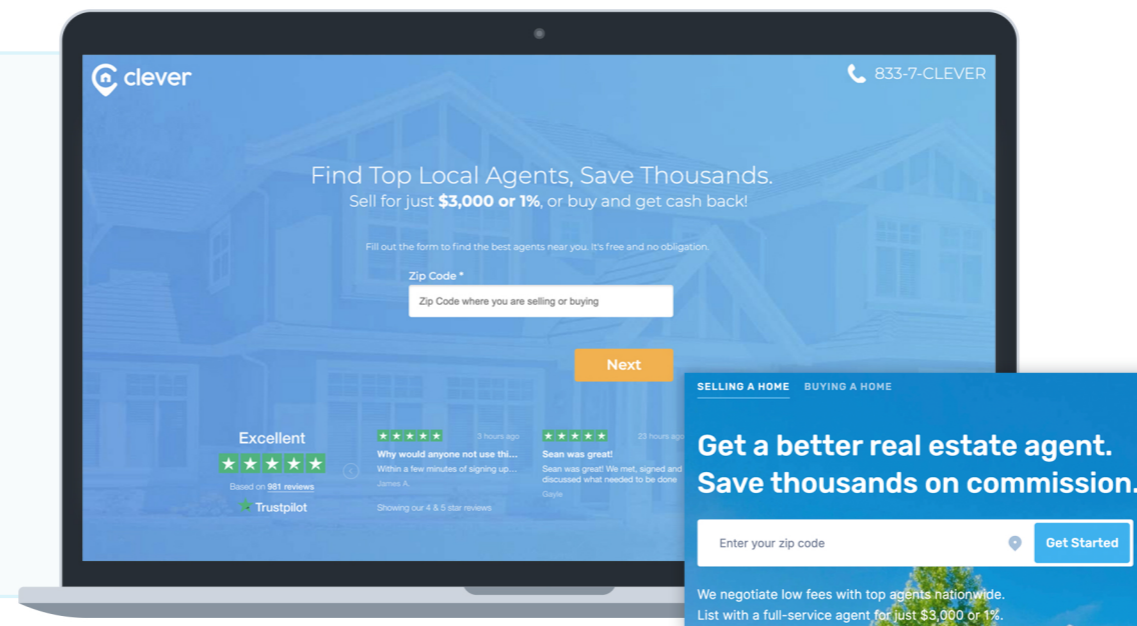 clever
833-7-CLEVER
Find Top Local Agents, Save Thousands.
Sell for just $3,000 or 1%, or buy and get cash back!
Fill out the form to find the best agents near you. It's free and no obligation.
Zip Code *
Zip Code where you are selling or buying
Next
Excellent
Based on 981 reviews
Trustpilot
3 hours ago
Why would anyone not use thi...
Within a few minutes of signing up...
James A,
Showing our 4 & 5 star reviews
23 hours ago
Sean was great!
Sean was great! We met, signed and
discussed what needed to be done
Gayle
SELLING A HOME BUYING A HOME
Get a better real estate agent.
Save thousands on commission.
Enter your zip code
Get Started
We negotiate low fees with top agents nationwide.
List with a full-service agent for just $3,000 or 1%.